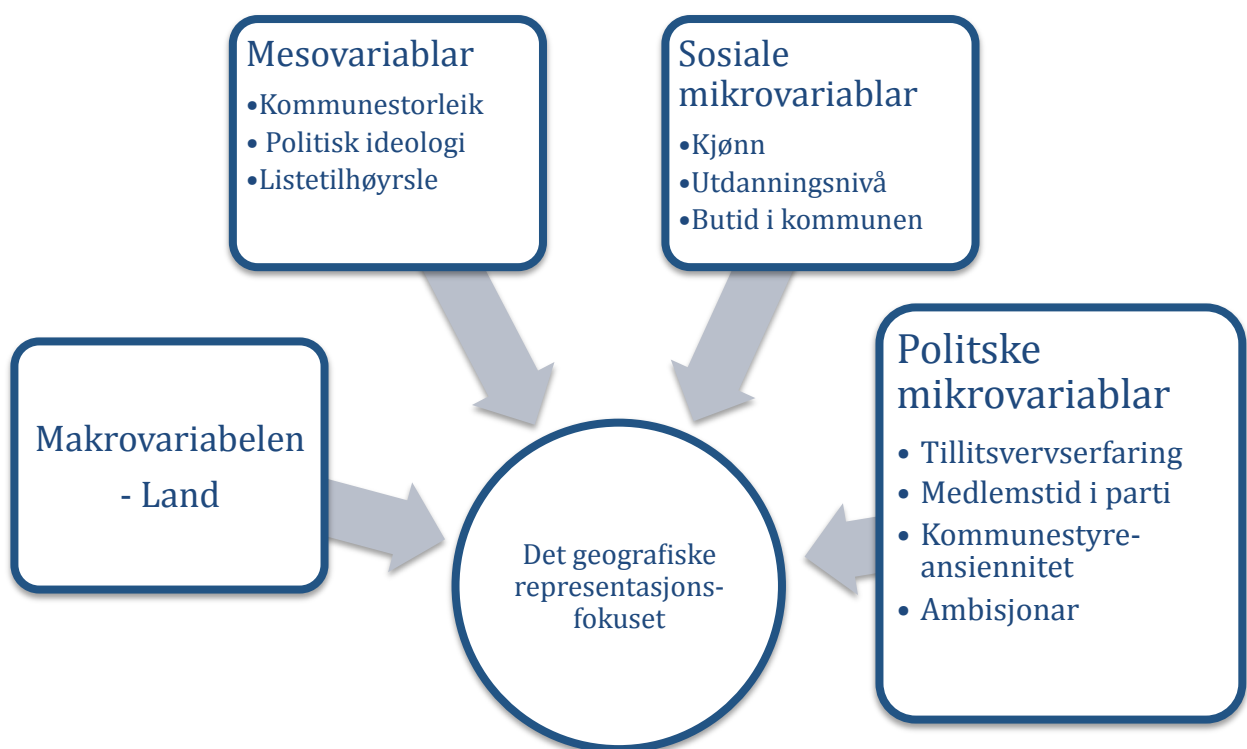 Mesovariablar
•Kommunestorleik
• Politisk ideologi
•Listetilhøyrsle
Sosiale
mikrovariablar
•Kjønn
•Utdanningsnivå
•Butid i kommunen
Makrovariabelen
- Land
Politske
mikrovariablar
• Tillitsvervserfaring
• Medlemstid i parti
• Kommunestyre-
ansiennitet
• Ambisjonar
Det geografiske
representasjons-
fokuset